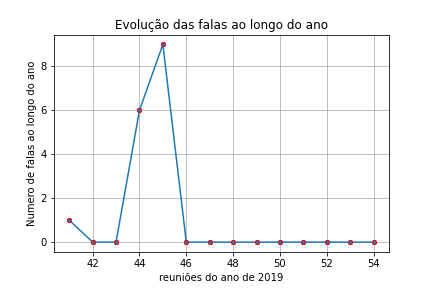 Evolução das falas ao longo do ano
Numero de falas ao longo do ano
8
6
4
2
0
42 44 46 48 50 52 54
reuniões do ano de 2019